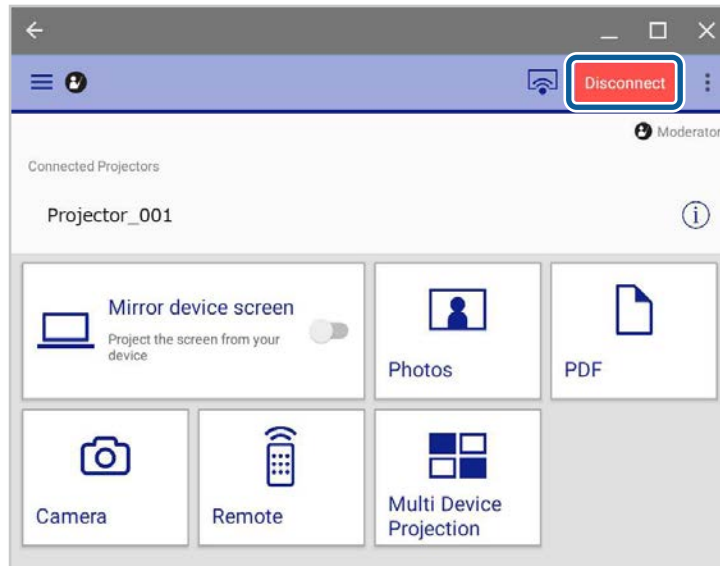 Disconnect
Moderator
Connected Projectors
Projector_001
Mirror device screen
Project the screen from your
device
Photos
PDF
Camera
Remote
Multi Device
Projection